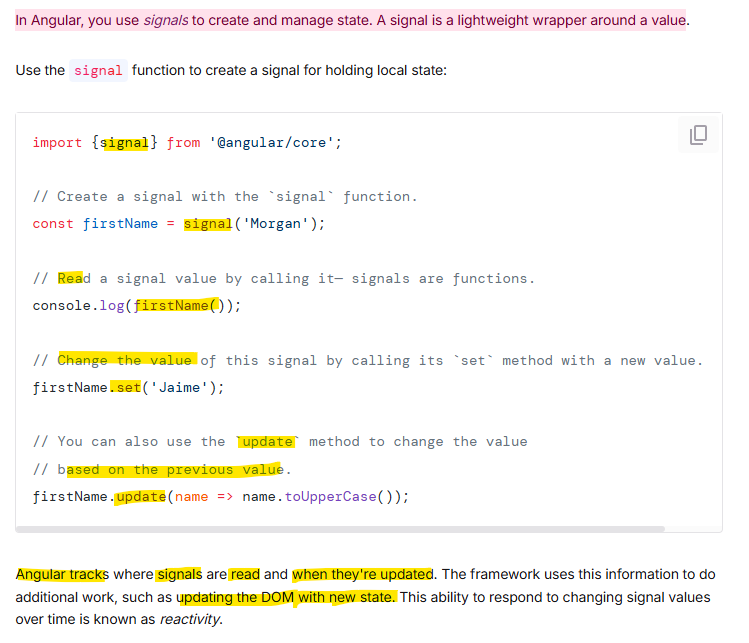 In Angular, you use signals to create and manage state. A signal is a lightweight wrapper around a value.
Use the signal function to create a signal for holding local state:
import {signal} from '@angular/core';
// Create a signal with the `signal` function.
const firstName = signal('Morgan');
// Read a signal value by calling it— signals are functions.
console.log(firstName());
// Change the value of this signal by calling its `set` method with a new value.
firstName.set('Jaime');
// You can also use the `update` method to change the value
// based on the previous value.
firstName.update(name => name.toUpperCase());
Angular tracks where signals are read and when they're updated. The framework uses this information to do
additional work, such as updating the DOM with new state. This ability to respond to changing signal values
over time is known as reactivity.